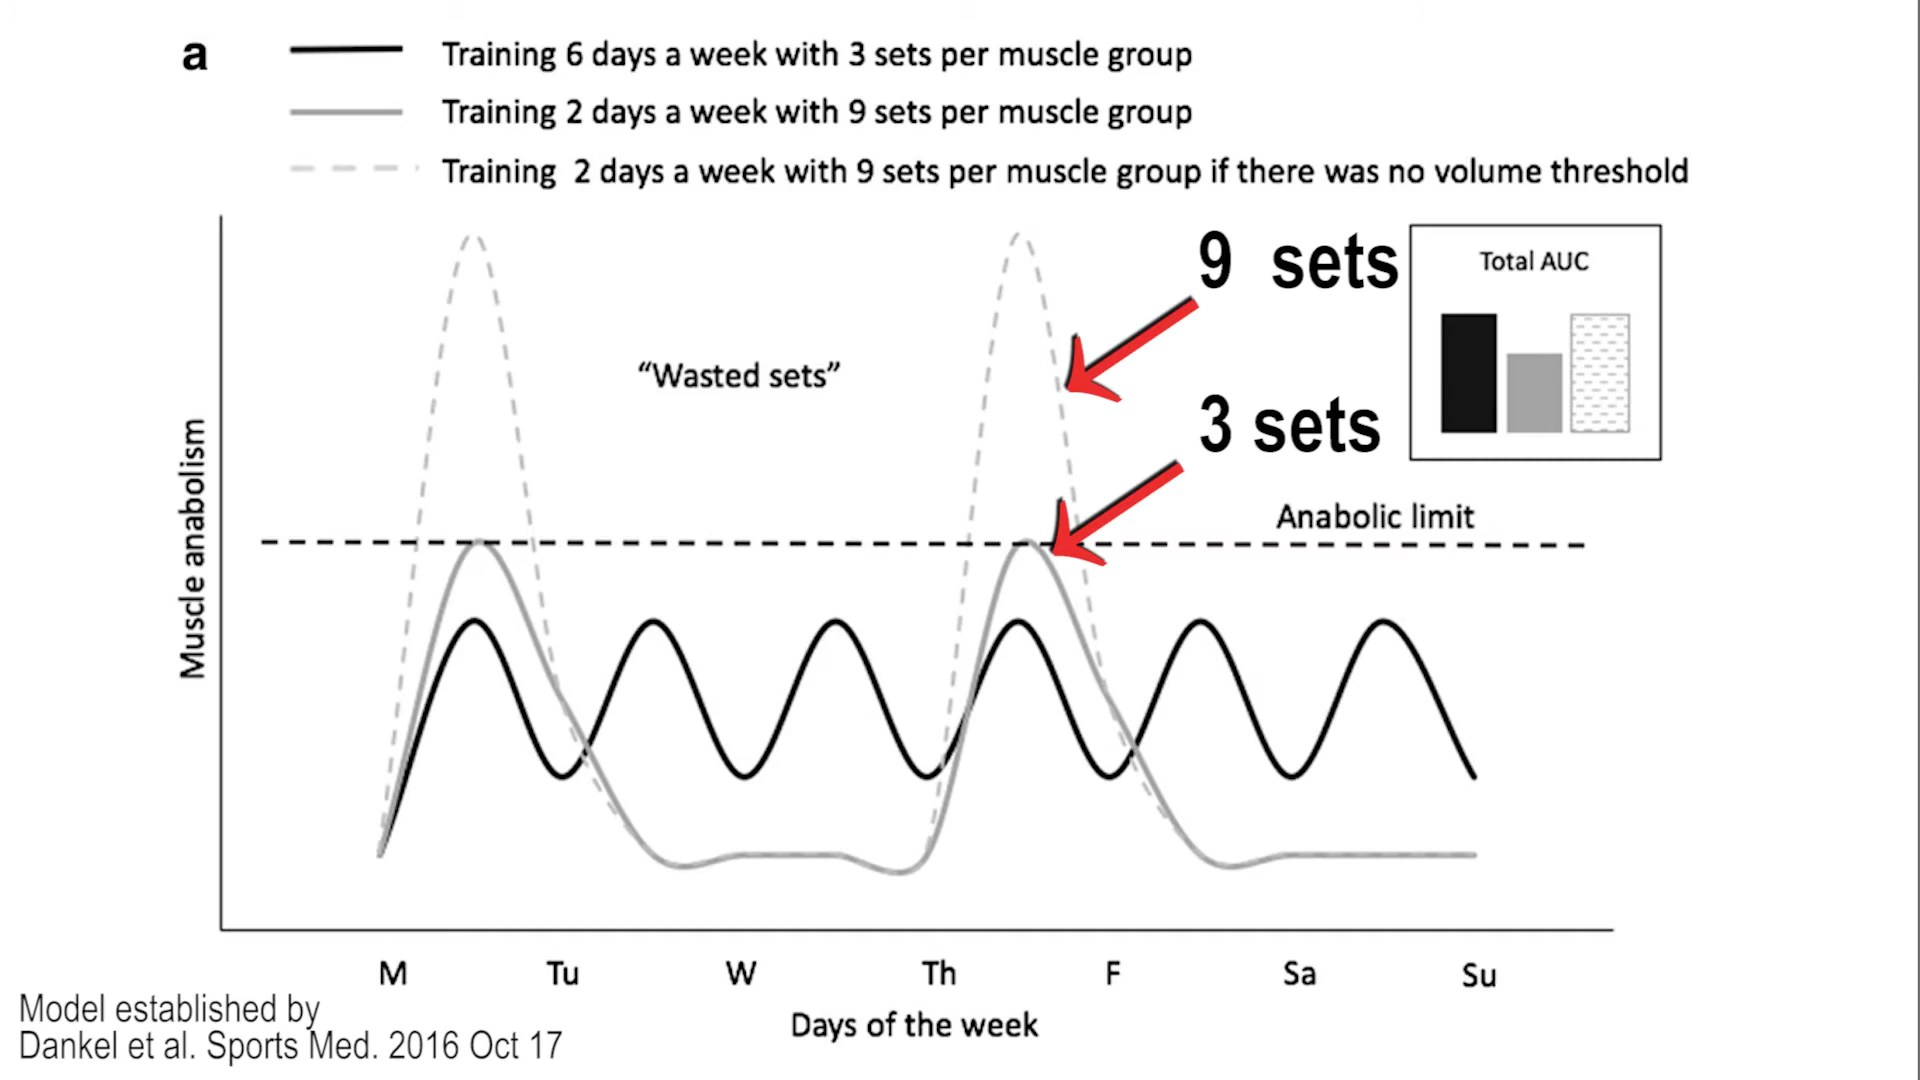 a
Training 6 days a week with 3 sets per muscle group
Training 2 days a week with 9 sets per muscle group
Training 2 days a week with 9 sets per muscle group if there was no volume threshold
9 sets
Total AUC
“Wasted sets”
3 sets
Anabolic limit
Muscle anabolism
M Tu W Th F Sa Su
Days of the week
Model established by
Dankel et al. Sports Med. 2016 Oct 17